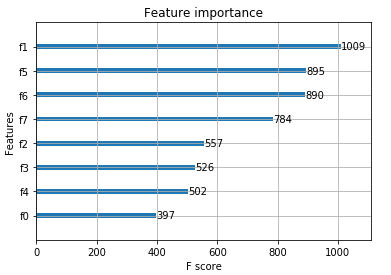 Feature importance
f1 1009
f5 895
f6 890
f7 784
f2 557
f3 526
f4 502
f0 397
Features
0 200 400 600 800 1000
F score